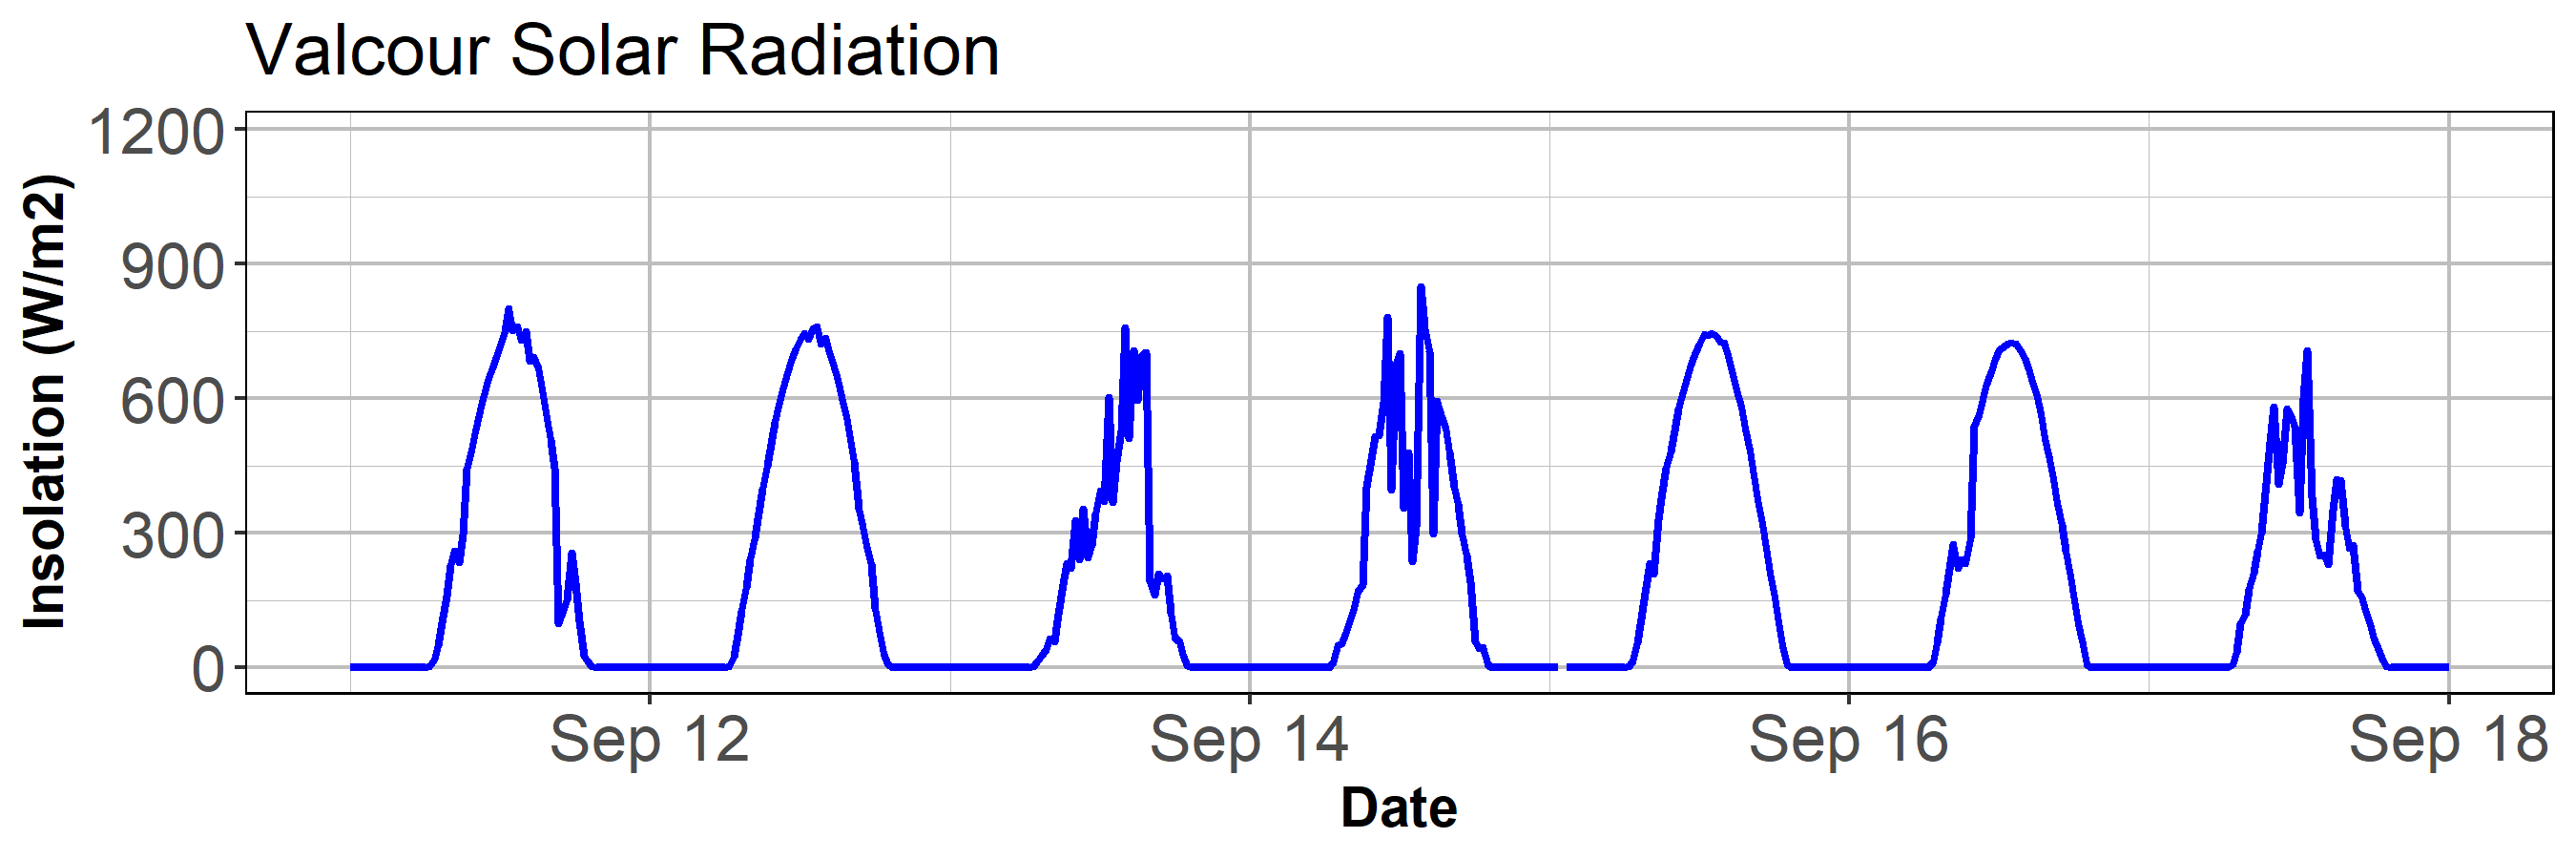 Valcour Solar Radiation
1200
900
600
300
0
Insolation (W/m2)
Sep 12
Sep 14
Sep 16
Sep 18
Date